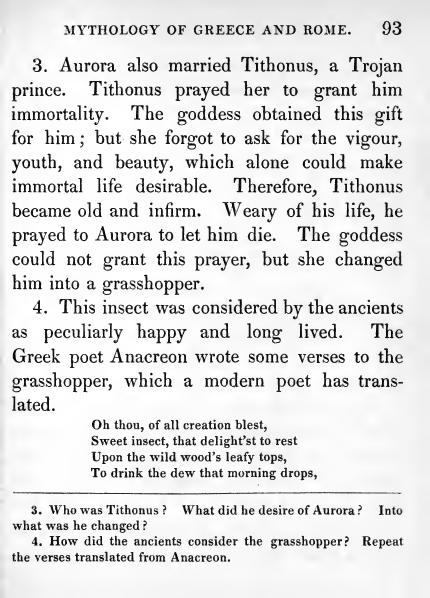 MYTHOLOGY OF GREECE AND ROME. 93
3. Aurora also married Tithonus, a Trojan
prince. Tithonus prayed her to grant him
immortality. The goddess obtained this gift
for him; but she forgot to ask for the vigour,
youth, and beauty, which alone could make
immortal life desirable. Therefore, Tithonus
became old and infirm. Weary of his life, he
prayed to Aurora to let him die. The goddess
could not grant this prayer, but she changed
him into a grasshopper.
4. This insect was considered by the ancients
as peculiarly happy and long lived. The
Greek poet Anacreon wrote some verses to the
grasshopper, which a modern poet has trans-
lated.
Oh thou, of all creation blest,
Sweet insect, that delight'st to rest
Upon the wild wood's leafy tops,
To drink the dew that morning drops,
3. Who was Tithonus? What did he desire of Aurora? Into
what was he changed?
4. How did the ancients consider the grasshopper? Repeat
the verses translated from Anacreon.